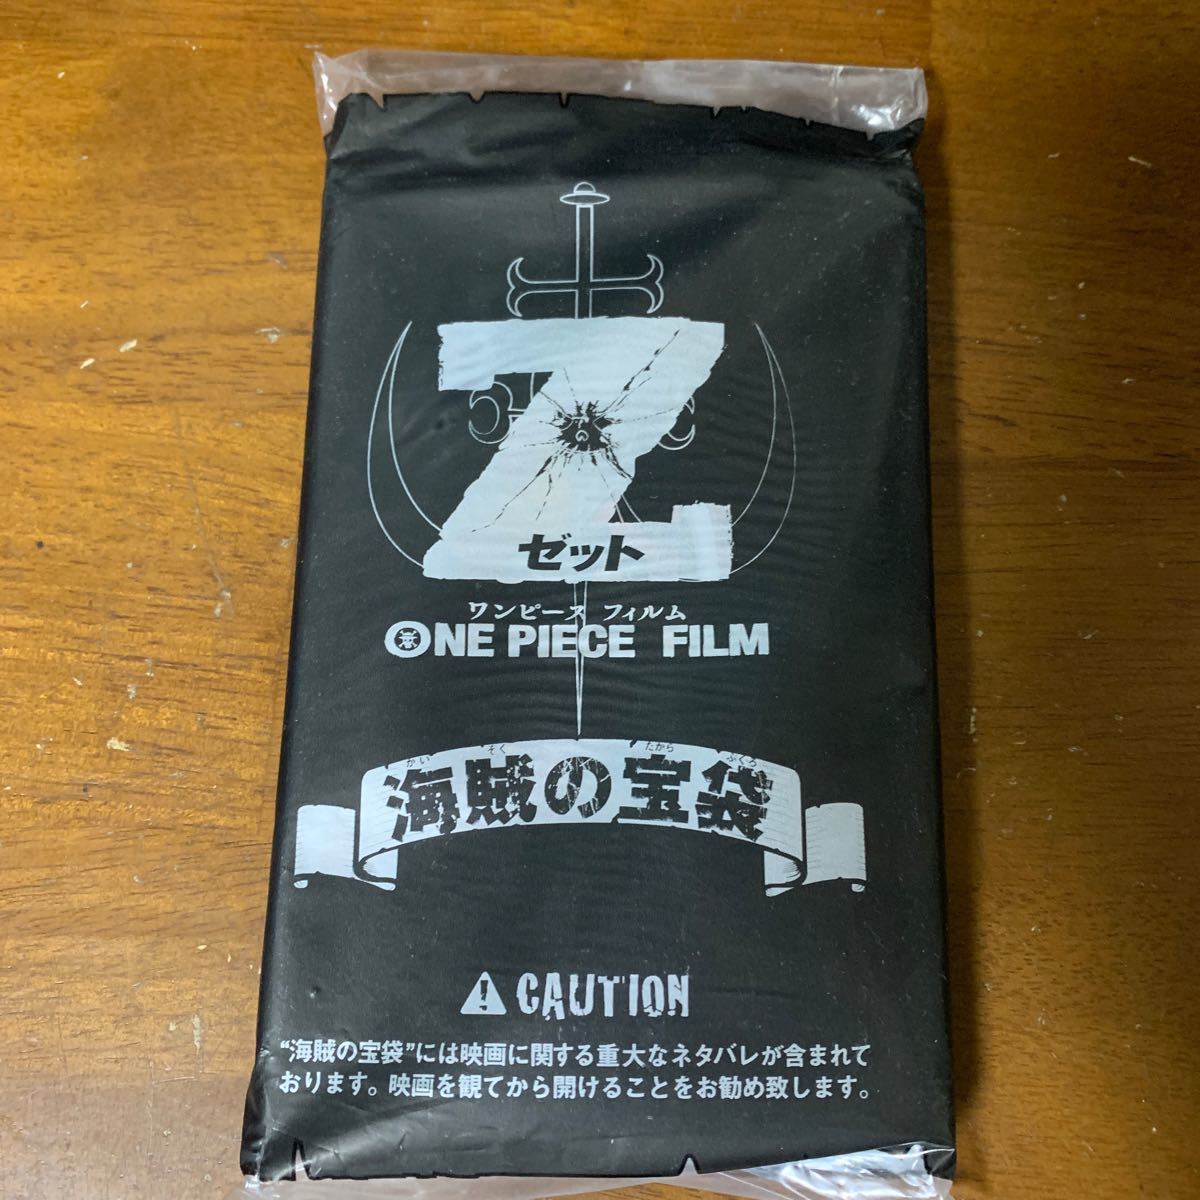 Z
ゼット
ワンピース フィルム
ONE PIECE FILM
かい ぞく たから ぶくろ
海賊の宝袋
CAUTION
“海賊の宝袋”には映画に関する重大なネタバレが含まれて
おります。映画を観てから開けることをお勧め致します。